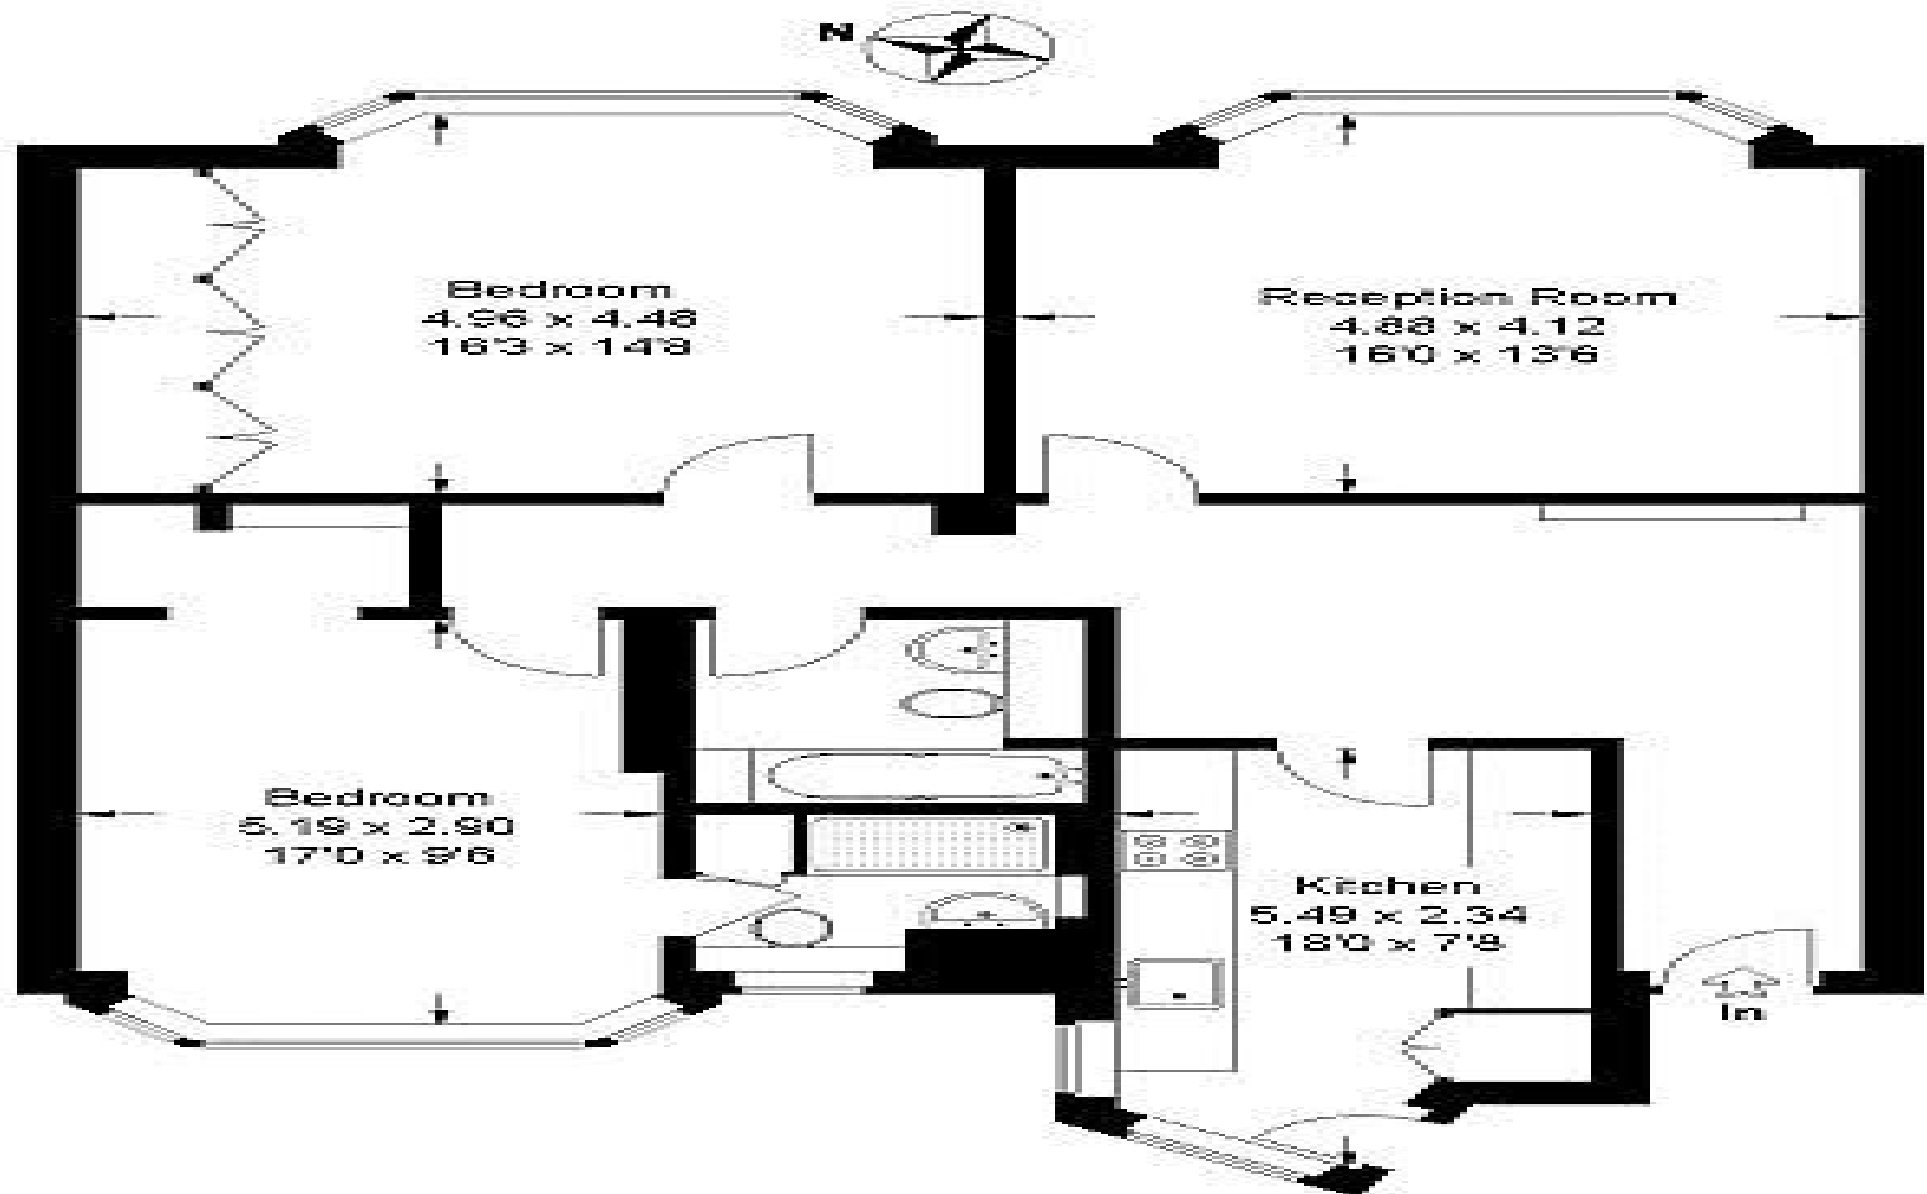 N
Bedroom
4.96 x 4.46
16'3 x 14'8
Reception Room
4.88 x 4.12
16'0 x 13'6
Bedroom
5.19 x 2.90
17'0 x 9'6
Kitchen
5.49 x 2.34
18'0 x 7'8
In